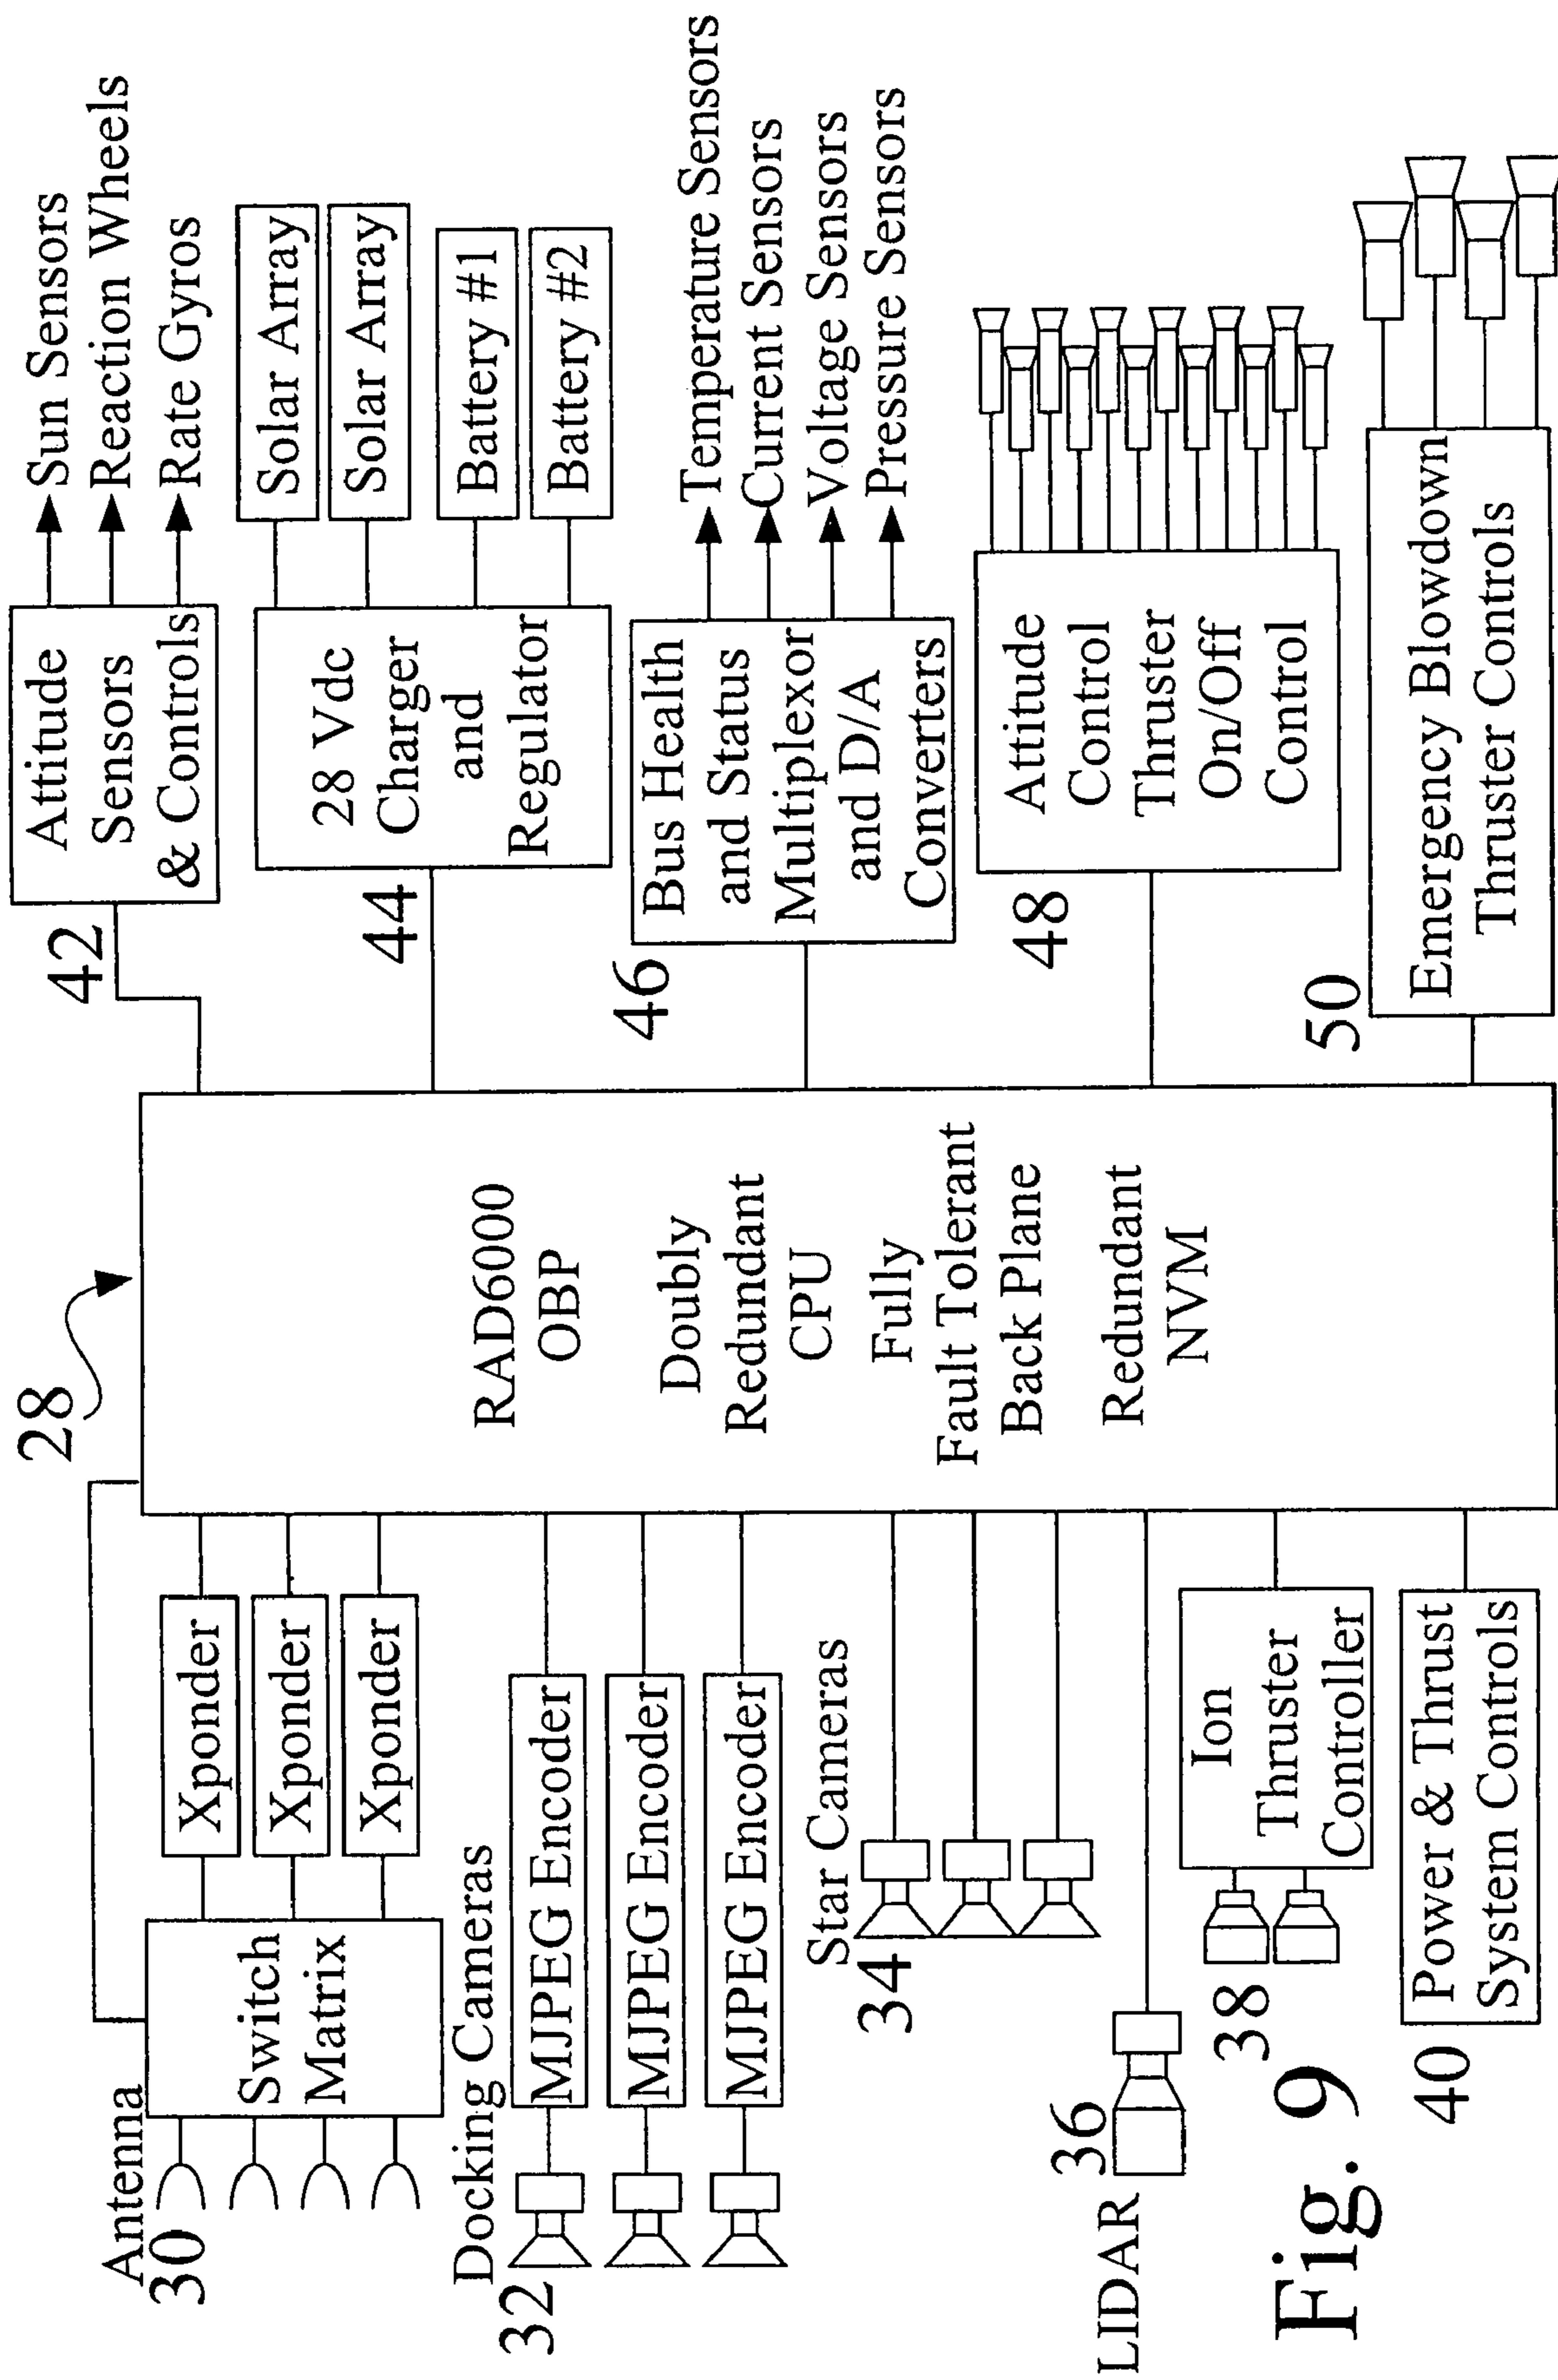 28
Antenna
30
Switch
Matrix
Xponder
Xponder
Xponder
Docking Cameras
32
MJPEG Encoder
MJPEG Encoder
MJPEG Encoder
Star Cameras
34
36
LIDAR
38
Ion
Thruster
Controller
40
Power & Thrust
System Controls
RAD6000
OBP
Doubly
Redundant
CPU
Fully
Fault Tolerant
Back Plane
Redundant
NVM
42
Attitude
Sensors
& Controls
Sun Sensors
Reaction Wheels
Rate Gyros
44
28 Vdc
Charger
and
Regulator
Solar Array
Solar Array
Battery #1
Battery #2
46
Bus Health
and Status
Multiplexor
and D/A
Converters
Temperature Sensors
Current Sensors
Voltage Sensors
Pressure Sensors
48
Attitude
Control
Thruster
On/Off
Control
50
Emergency Blowdown
Thruster Controls
Fig. 9